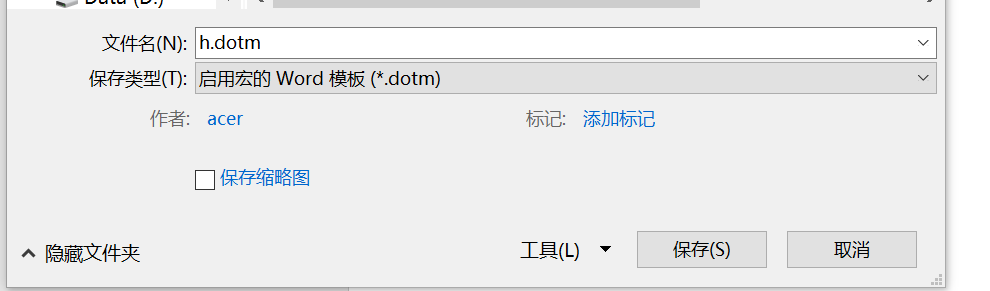 Data (D:)
文件名(N): h.dotm
保存类型(T): 启用宏的 Word 模板 (*.dotm)
作者: acer 标记: 添加标记
保存缩略图
隐藏文件夹 工具(L) 保存(S) 取消